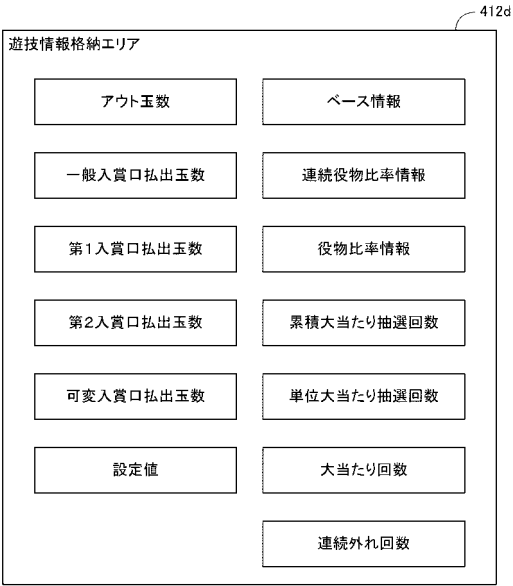 412d
遊技情報格納エリア
アウト玉数
ベース情報
一般入賞口払出玉数
連続役物比率情報
第1入賞口払出玉数
役物比率情報
第2入賞口払出玉数
累積大当たり抽選回数
可変入賞口払出玉数
単位大当たり抽選回数
設定値
大当たり回数
連続外れ回数